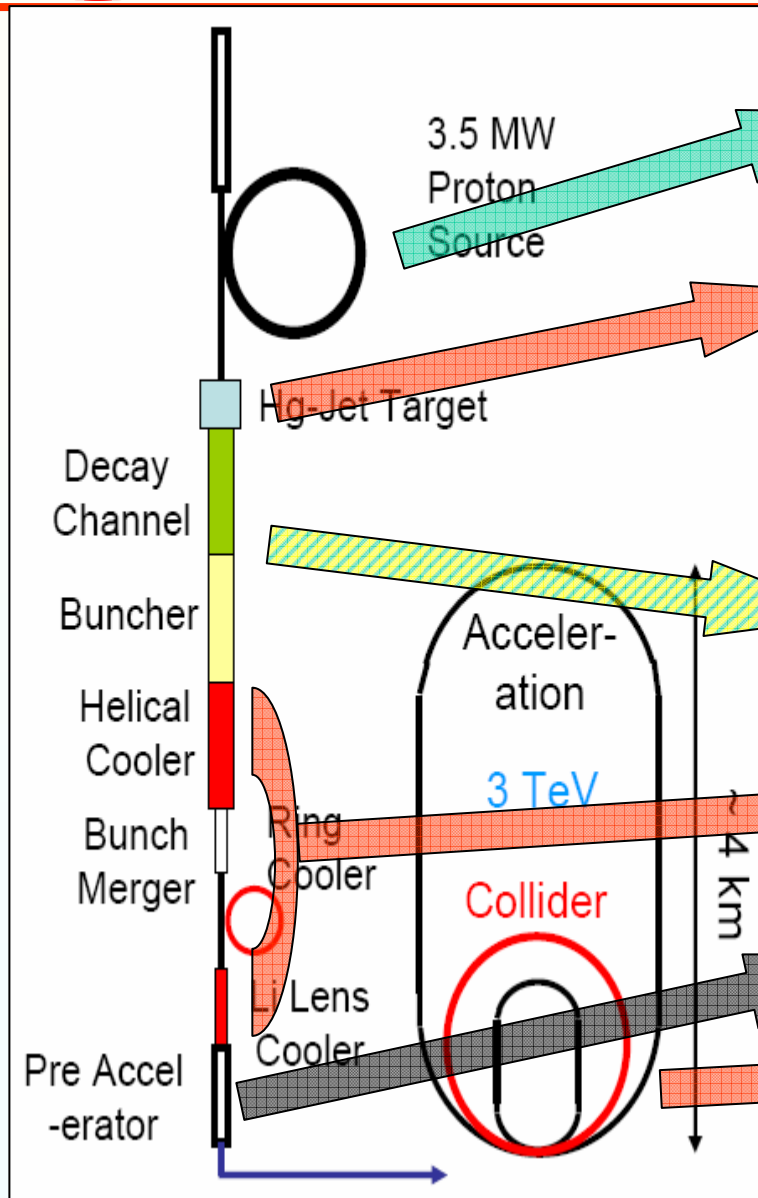 3.5 MW
Proton
Source
Hg-Jet Target
Decay
Channel
Buncher
Helical
Cooler
Bunch
Merger
Ring
Cooler
Li Lens
Cooler
Pre Accel
-erator
Acceler-
ation
3 TeV
Collider
~ 4 km